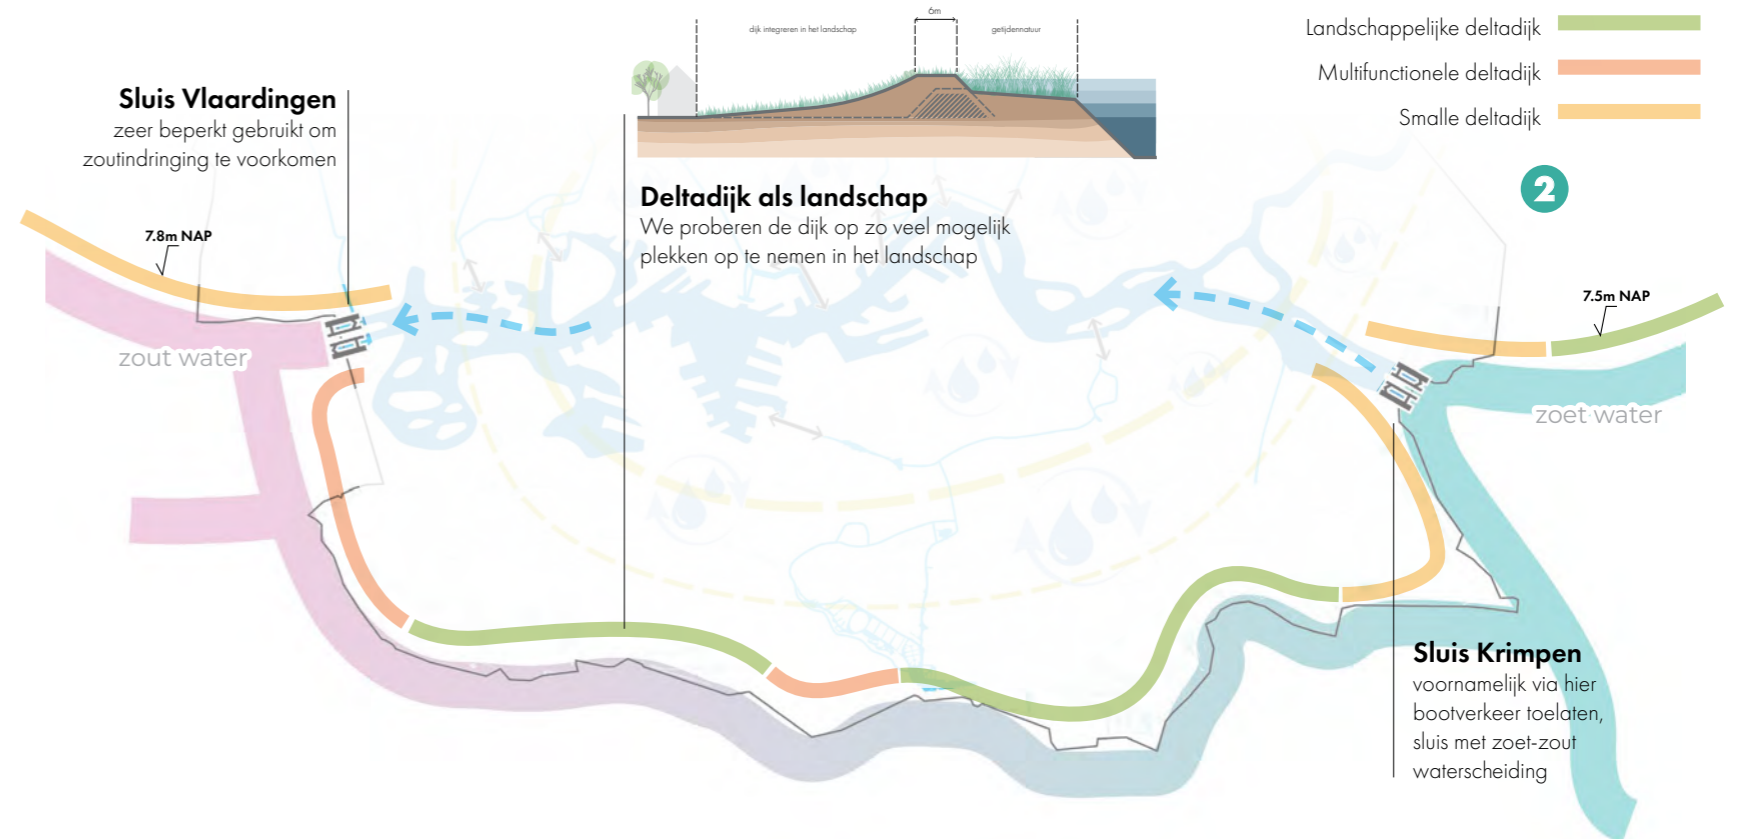 6m
dijk integreren in het landschap
getijdennatuur
Landschappelijke deltadijk
Multifunctionele deltadijk
Smalle deltadijk
2
Sluis Vlaardingen
zeer beperkt gebruikt om
zoutindringing te voorkomen
Deltadijk als landschap
We proberen de dijk op zo veel mogelijk
plekken op te nemen in het landschap
7.8m NAP
7.5m NAP
zout water
zoet water
Sluis Krimpen
voornamelijk via hier
bootverkeer toelaten,
sluis met zoet-zout
waterscheiding